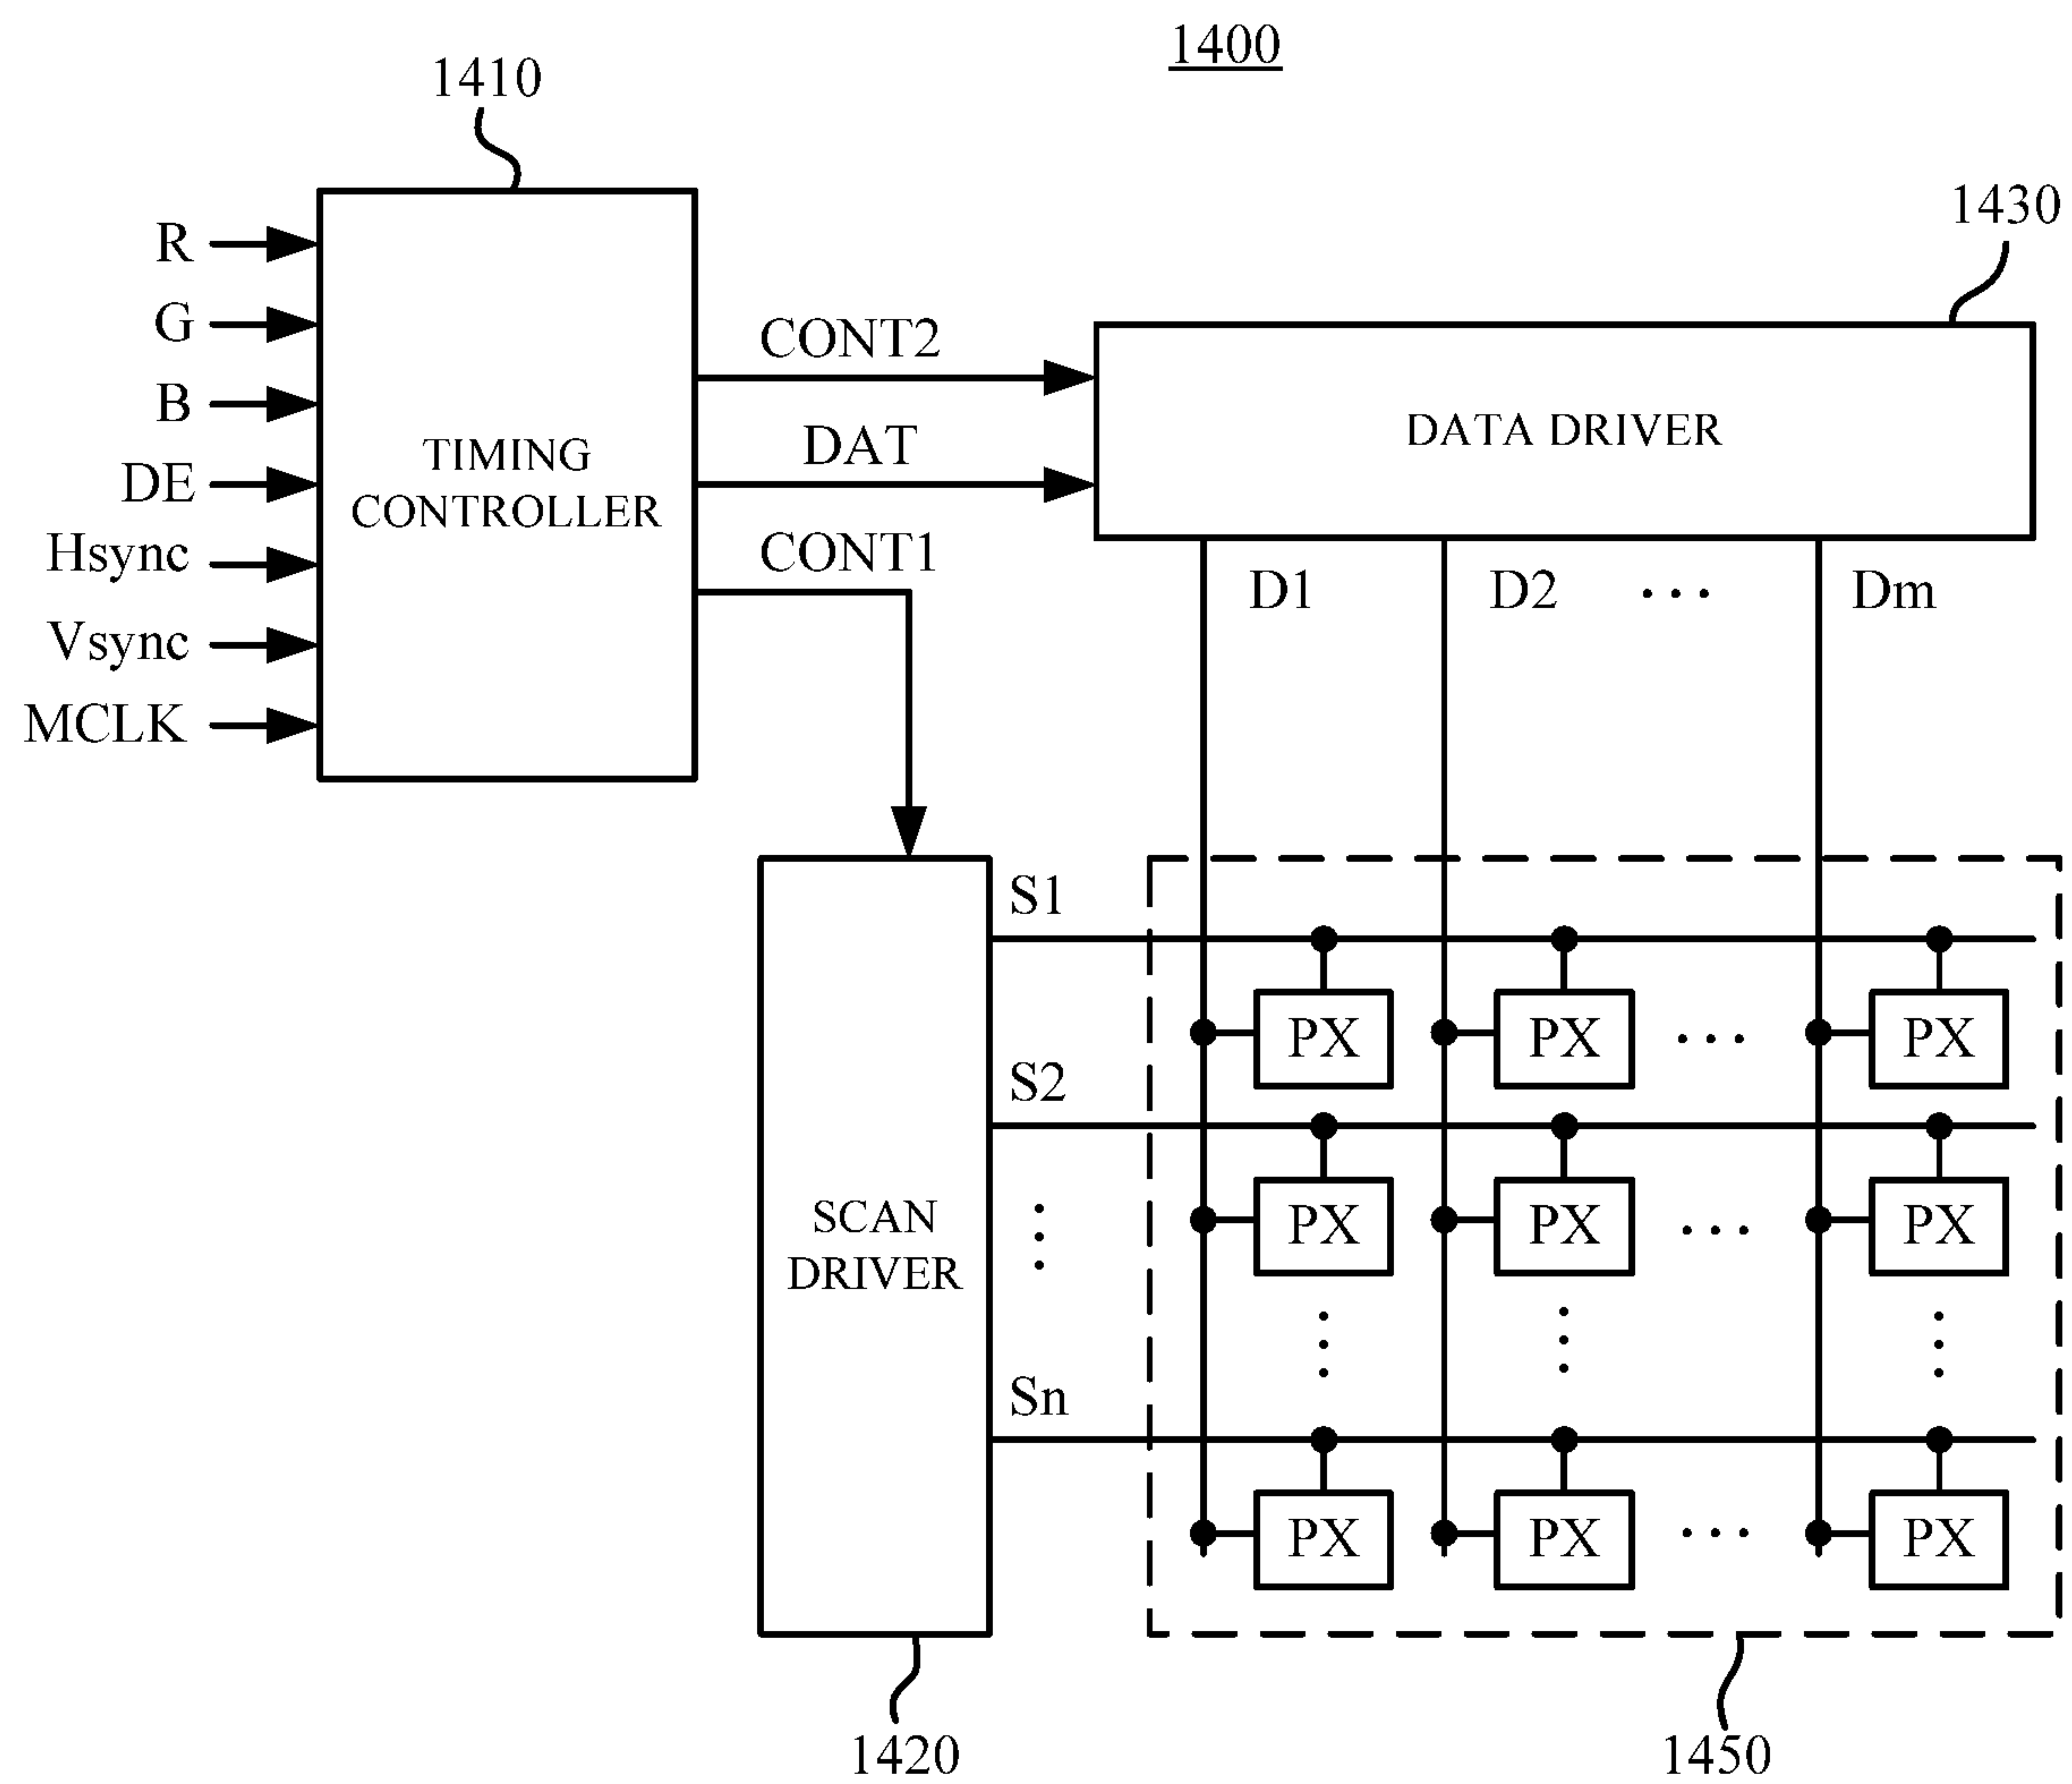 1400
1410
1430
R
G
B
DE
Hsync
Vsync
MCLK
TIMING
CONTROLLER
CONT2
DAT
CONT1
DATA DRIVER
D1 D2 ... Dm
SCAN
DRIVER
S1
PX PX ... PX
S2
PX PX ... PX
Sn
PX PX ... PX
1420
1450